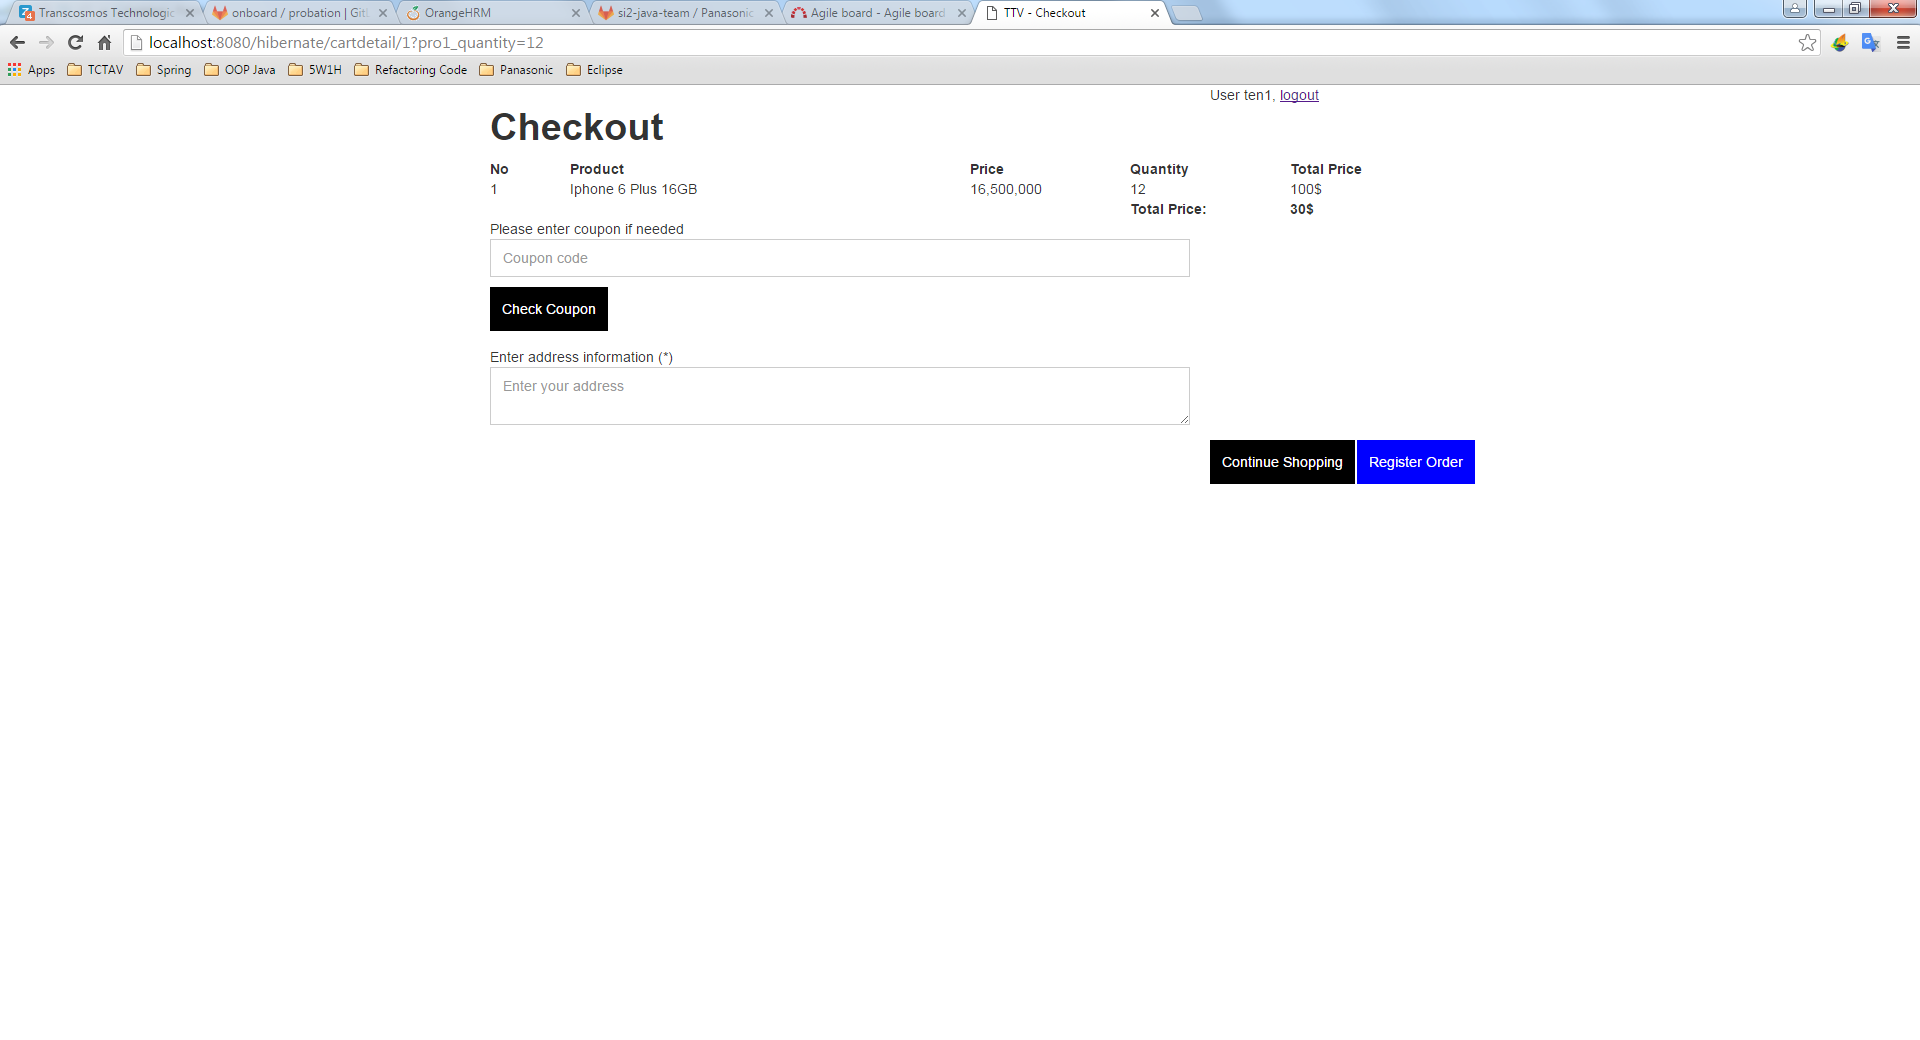 Transcosmos Technologic
onboard / probation | GitL
OrangeHRM
si2-java-team / Panasonic
Agile board - Agile board
TTV - Checkout
localhost:8080/hibernate/cartdetail/1?pro1_quantity=12
Apps TCTAV Spring OOP Java 5W1H Refactoring Code Panasonic Eclipse
User ten1, logout
Checkout
No Product Price Quantity Total Price
1 Iphone 6 Plus 16GB 16,500,000 12 100$
Total Price: 30$
Please enter coupon if needed
Coupon code
Check Coupon
Enter address information (*)
Enter your address
Continue Shopping Register Order